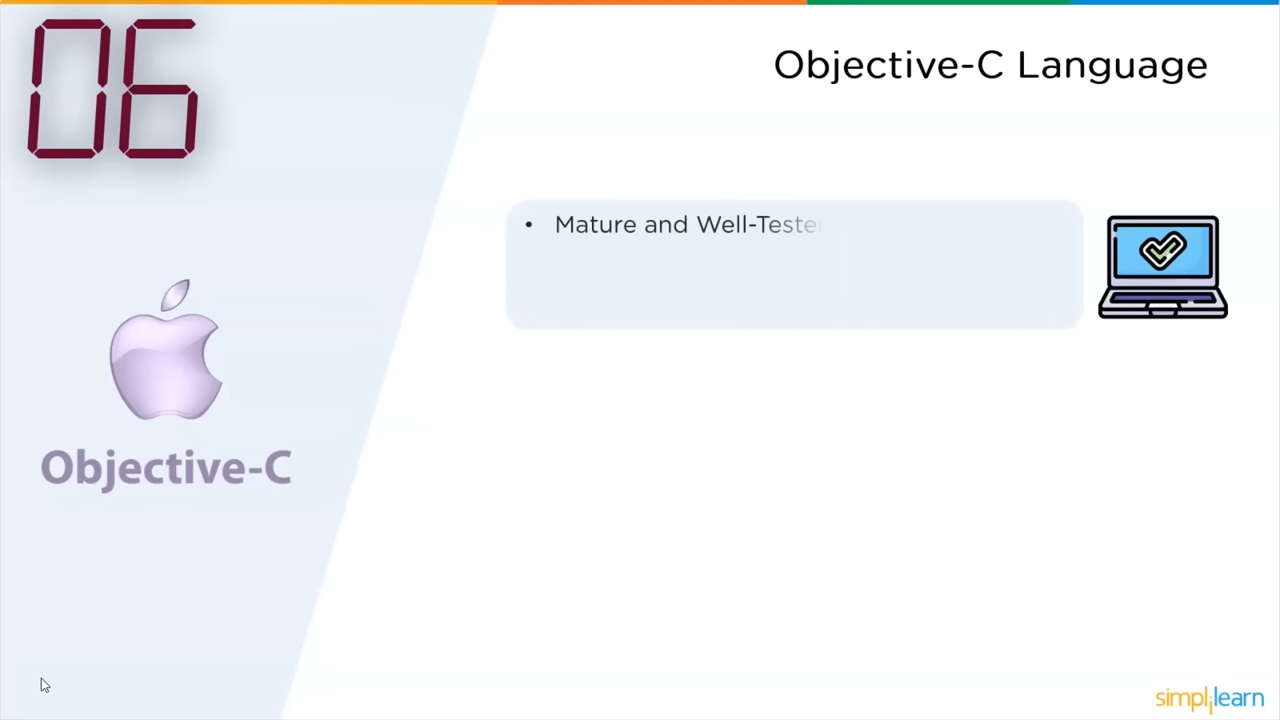 06
Objective-C Language
• Mature and Well-Teste
Objective-C
simplilearn